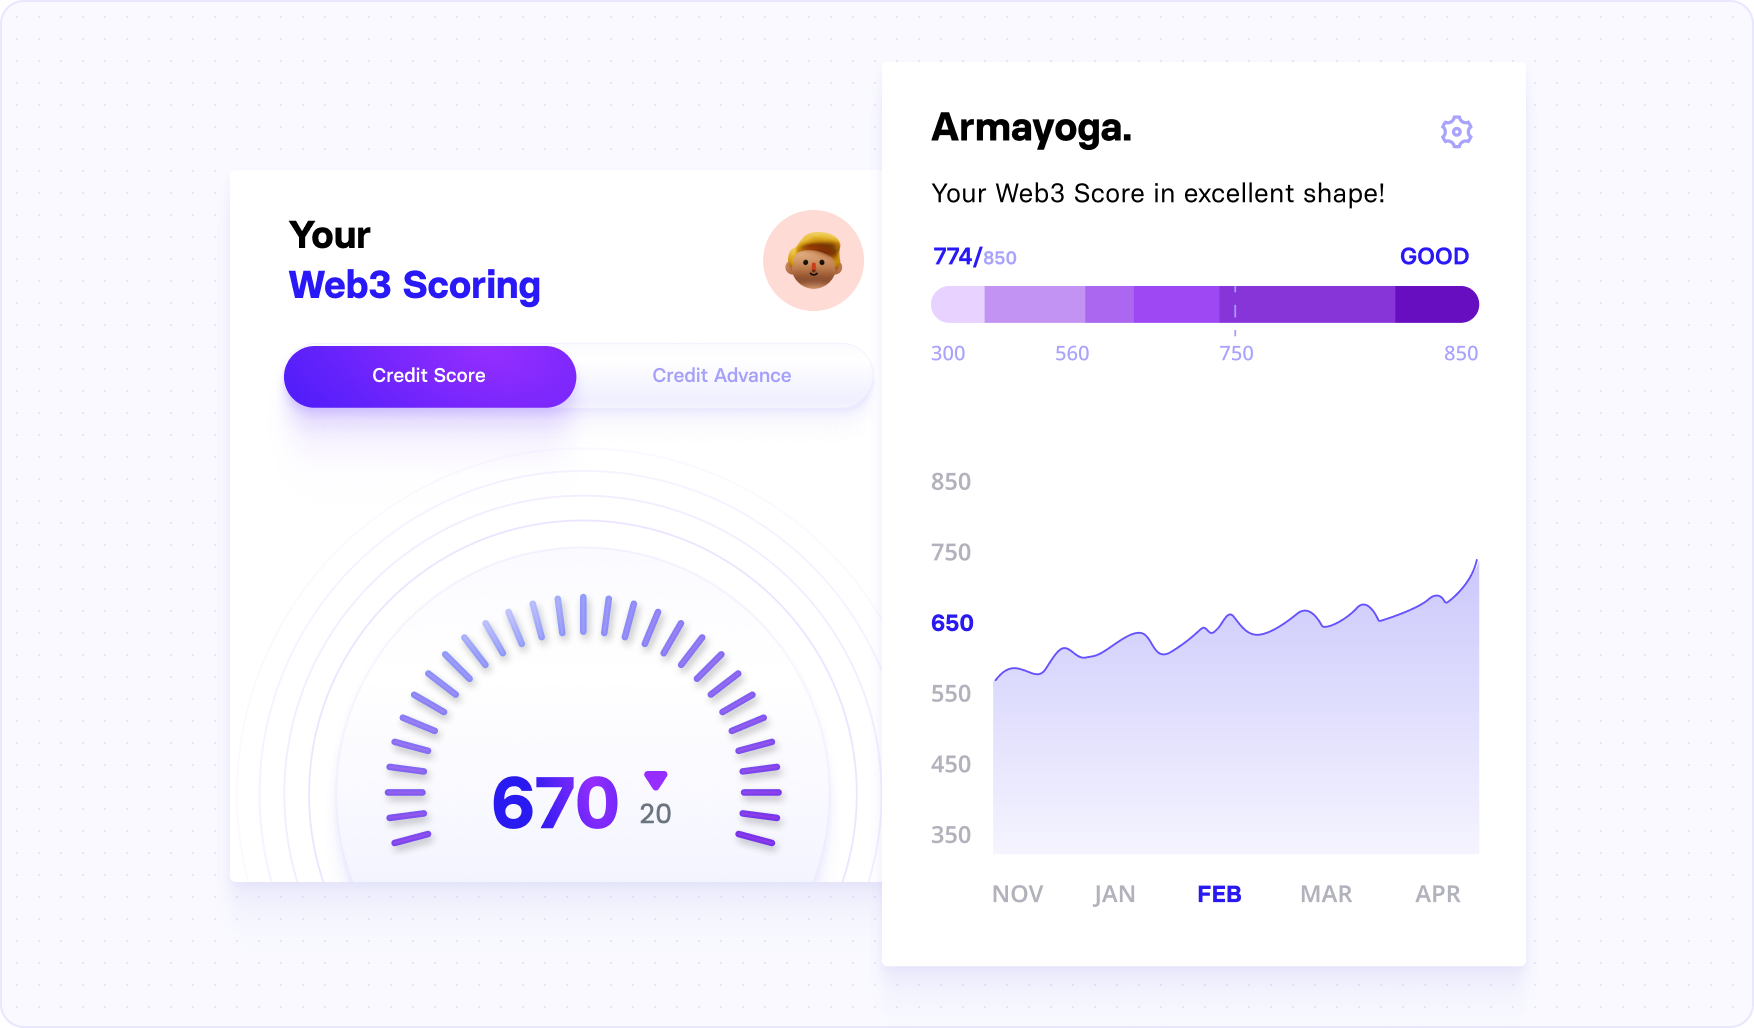 Your
Web3 Scoring
Credit Score
Credit Advance
670
20
Armayoga.
Your Web3 Score in excellent shape!
774/850
GOOD
300 560 750 850
850
750
650
550
450
350
NOV JAN FEB MAR APR